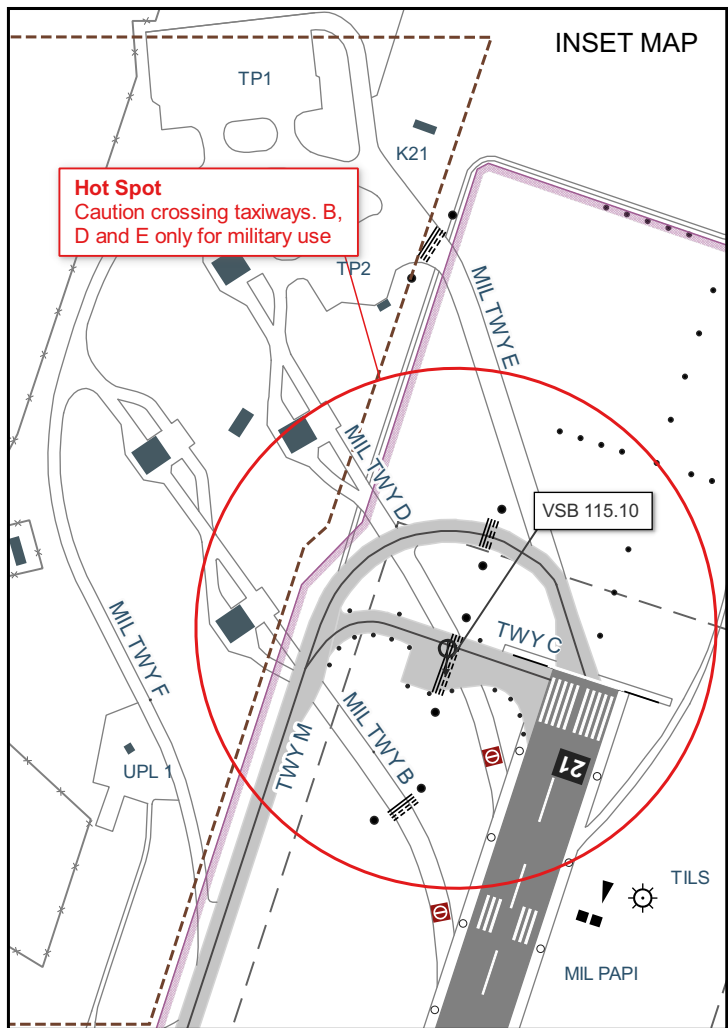 INSET MAP
TP1
K21
Hot Spot
Caution crossing taxiways. B,
D and E only for military use
TP2
MIL TWY E
MIL TWY D
VSB 115.10
TWY C
MIL TWY F
MIL TWY B
TWY M
UPL 1
21
TILS
MIL PAPI